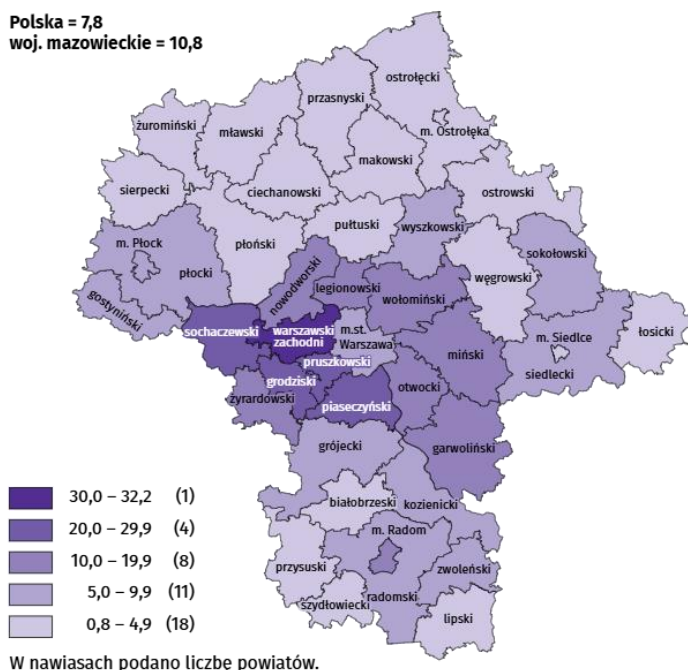 Polska = 7,8
woj. mazowieckie = 10,8
ostrołęcki
przasnyski
żuromiński
mławski
m. Ostrołęka
makowski
sierpecki
ciechanowski
ostrowski
pułtuski
wyszkowski
m. Płock
płoński
sokołowski
płocki
węgrowski
nowodworski
legionowski
gostyniński
wołomiński
sochaczewski
warszawski
zachodni
m.st.
Warszawa
m. Siedlce
łosicki
pruszkowski
miński
siedlecki
grodziski
otwocki
żyrardowski
piaseczyński
grójecki
garwoliński
białobrzeski
kozienicki
m. Radom
przysuski
zwoleński
szydłowiecki
radomski
lipski
30,0 – 32,2 (1)
20,0 – 29,9 (4)
10,0 – 19,9 (8)
5,0 – 9,9 (11)
0,8 – 4,9 (18)
W nawiasach podano liczbę powiatów.